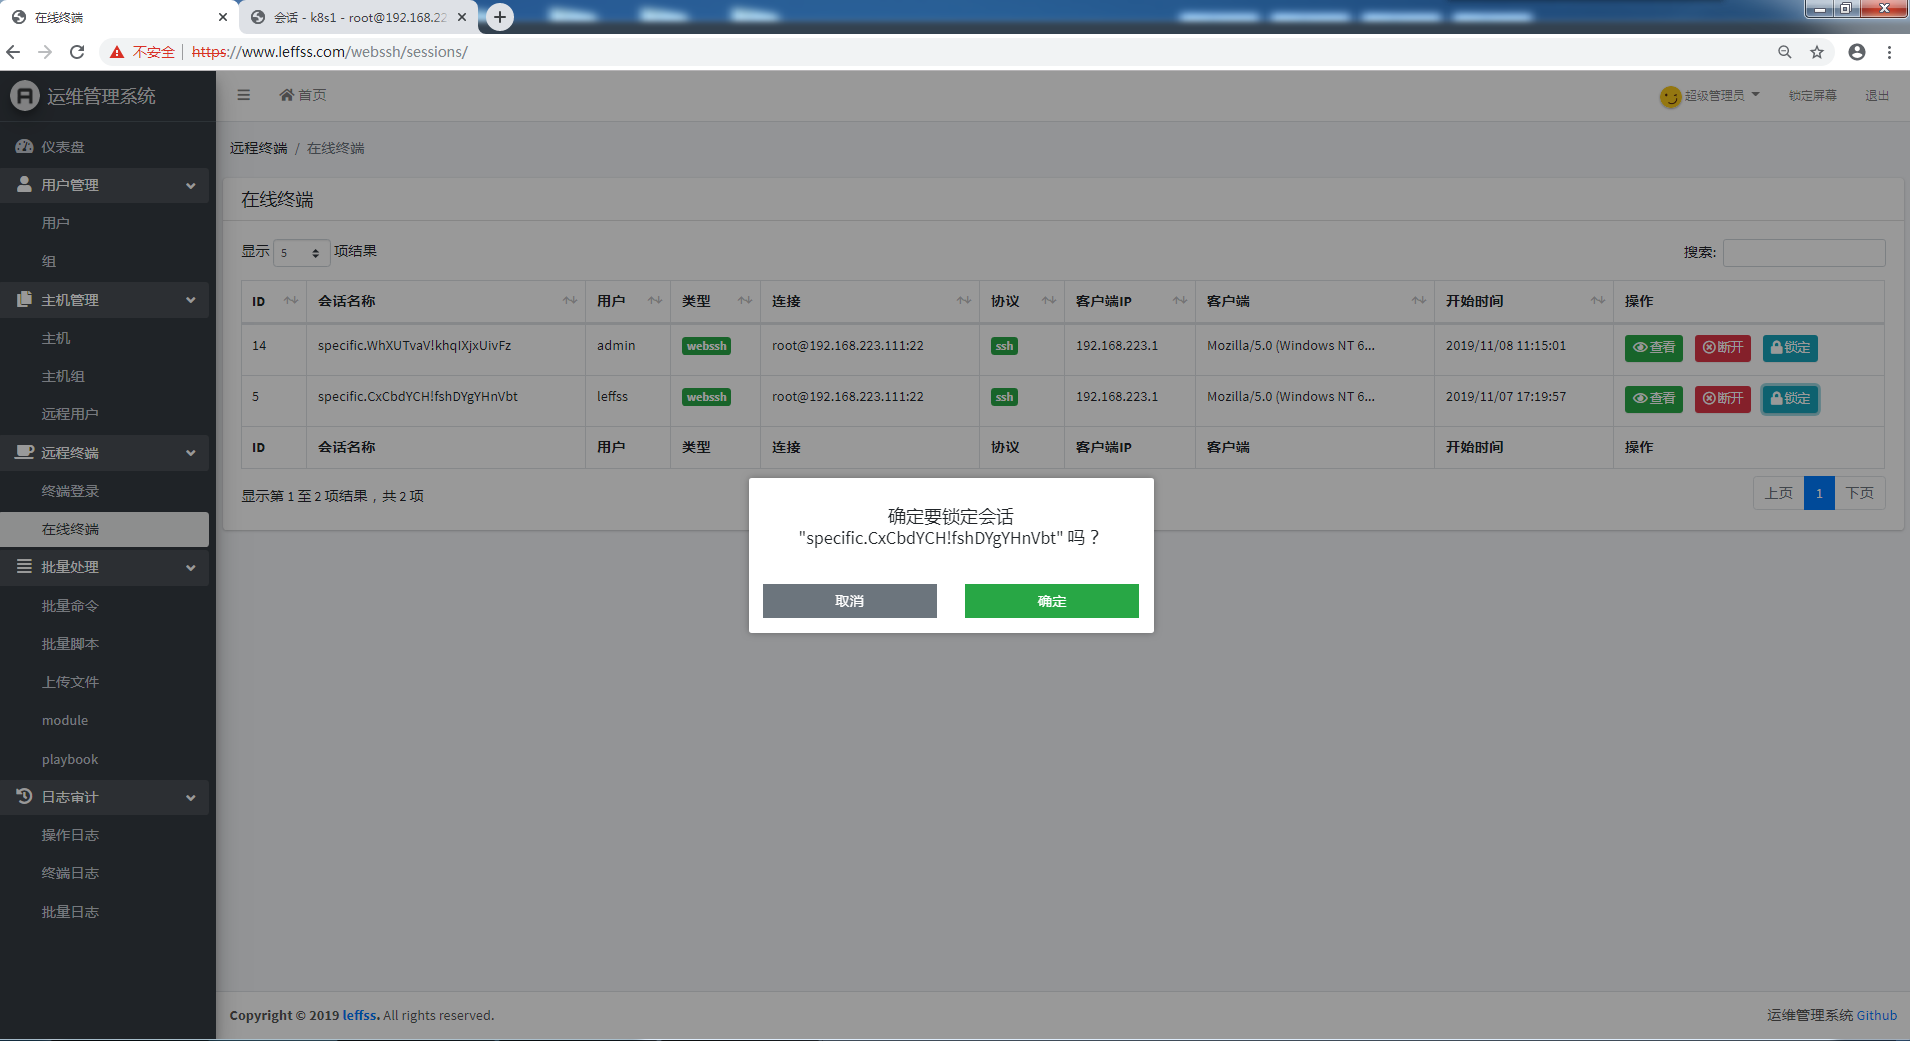 在线终端
会话 - k8s1 - root@192.168.22
不安全 | https://www.leffss.com/webssh/sessions/
运维管理系统
首页
超级管理员
锁定屏幕
退出
仪表盘
用户管理
用户
组
主机管理
主机
主机组
远程用户
远程终端
终端登录
在线终端
批量处理
批量命令
批量脚本
上传文件
module
playbook
日志审计
操作日志
终端日志
批量日志
远程终端 / 在线终端
在线终端
显示 5 项结果
搜索:
ID 会话名称 用户 类型 连接 协议 客户端IP 客户端 开始时间 操作
14 specific.WhXUTvaV!khqIXjxUivFz admin webssh root@192.168.223.111:22 ssh 192.168.223.1 Mozilla/5.0 (Windows NT 6... 2019/11/08 11:15:01 查看 断开 锁定
5 specific.CxCbdYCH!fshDYgYHnVbt leffss webssh root@192.168.223.111:22 ssh 192.168.223.1 Mozilla/5.0 (Windows NT 6... 2019/11/07 17:19:57 查看 断开 锁定
ID 会话名称 用户 类型 连接 协议 客户端IP 客户端 开始时间 操作
显示第 1 至 2 项结果，共 2 项
上页 1 下页
确定要锁定会话
"specific.CxCbdYCH!fshDYgYHnVbt" 吗？
取消 确定
Copyright © 2019 leffss. All rights reserved.
运维管理系统 Github